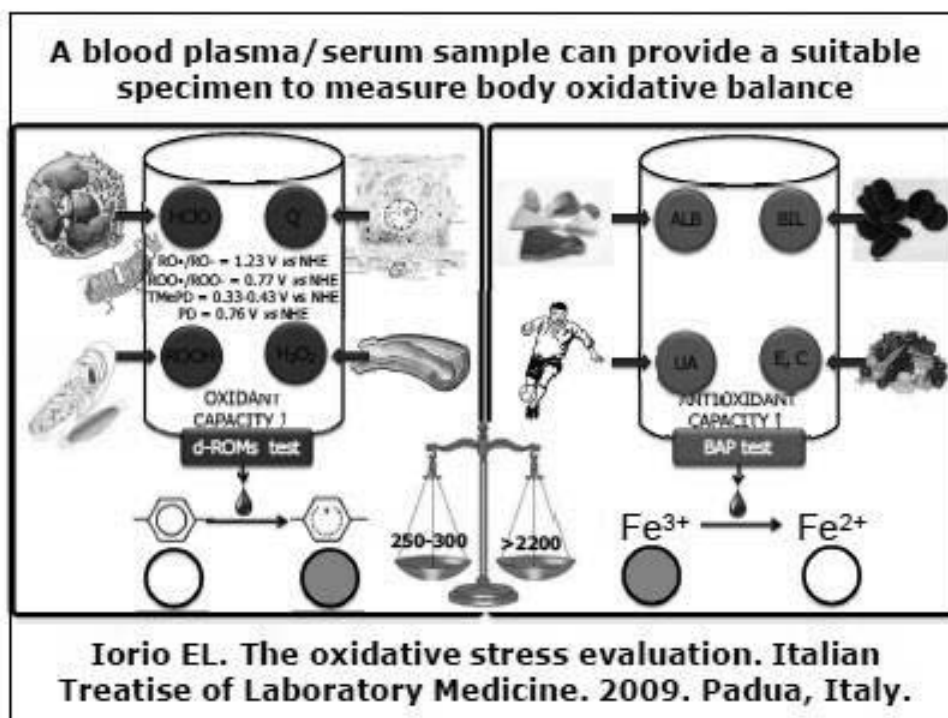 A blood plasma/serum sample can provide a suitable
specimen to measure body oxidative balance
HClO
Q
RO•/RO- = 1.23 V vs NHE
ROO•/ROO- = 0.77 V vs NHE
TMePD = 0.33-0.43 V vs NHE
PD = 0.76 V vs NHE
ROOH
H₂O₂
OXIDANT
CAPACITY
d-ROMs test
250-300
>2200
ALB
BIL
UA
E, C
ANTIOXIDANT
CAPACITY
BAP test
Fe³⁺
Fe²⁺
Iorio EL. The oxidative stress evaluation. Italian
Treatise of Laboratory Medicine. 2009. Padua, Italy.